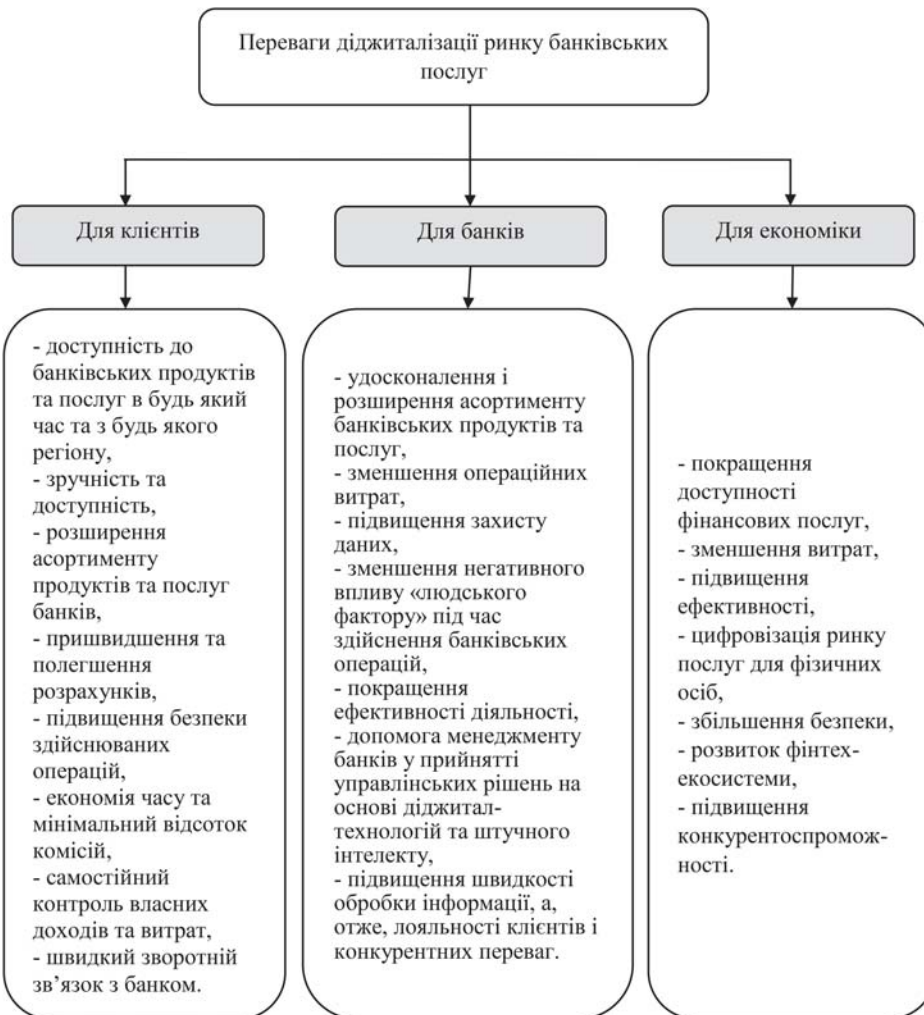 Переваги діджиталізації ринку банківських
послуг
Для клієнтів
Для банків
Для економіки
- доступність до
банківських продуктів
та послуг в будь який
час та з будь якого
регіону,
- зручність та
доступність,
- розширення
асортименту
продуктів та послуг
банків,
- пришвидшення та
полегшення
розрахунків,
- підвищення безпеки
здійснюваних
операцій,
- економія часу та
мінімальний відсоток
комісій,
- самостійний
контроль власних
доходів та витрат,
- швидкий зворотній
зв’язок з банком.
- удосконалення і
розширення асортименту
банківських продуктів та
послуг,
- зменшення операційних
витрат,
- підвищення захисту
даних,
- зменшення негативного
впливу «людського
фактору» під час
здійснення банківських
операцій,
- покращення
ефективності діяльності,
- допомога менеджменту
банків у прийнятті
управлінських рішень на
основі діджитал-
технологій та штучного
інтелекту,
- підвищення швидкості
обробки інформації, а,
отже, лояльності клієнтів і
конкурентних переваг.
- покращення
доступності
фінансових послуг,
- зменшення витрат,
- підвищення
ефективності,
- цифровізація ринку
послуг для фізичних
осіб,
- збільшення безпеки,
- розвиток фінтех-
екосистеми,
- підвищення
конкурентоспромож-
ності.